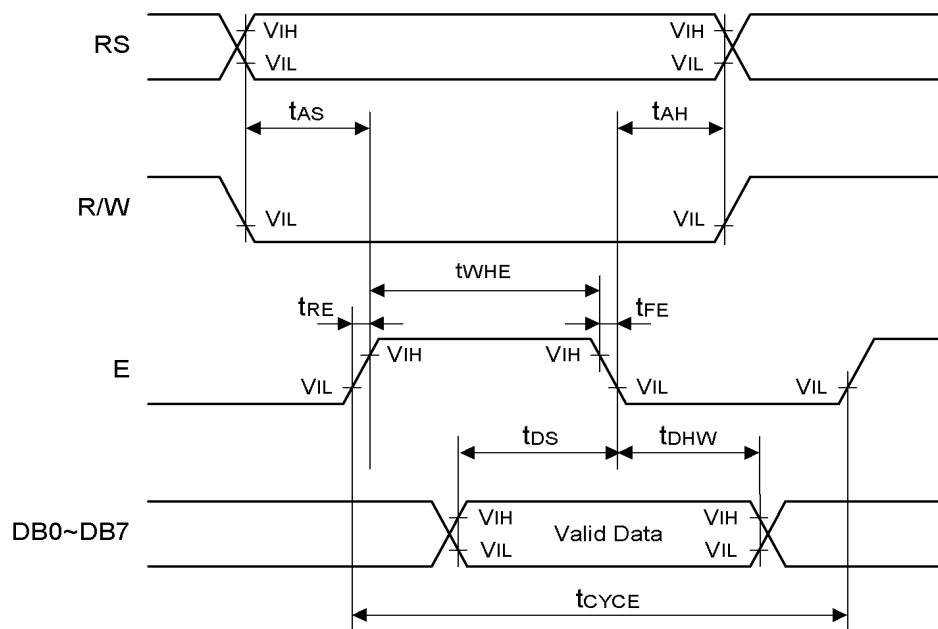 RS
VIH
VIH
VIL
VIL
tAS
tAH
R/W
VIL
VIL
tWHE
tRE
tFE
E
VIH
VIH
VIL
VIL
VIL
tDS
tDHW
DB0~DB7
VIH
Valid Data
VIH
VIL
VIL
tCYCE